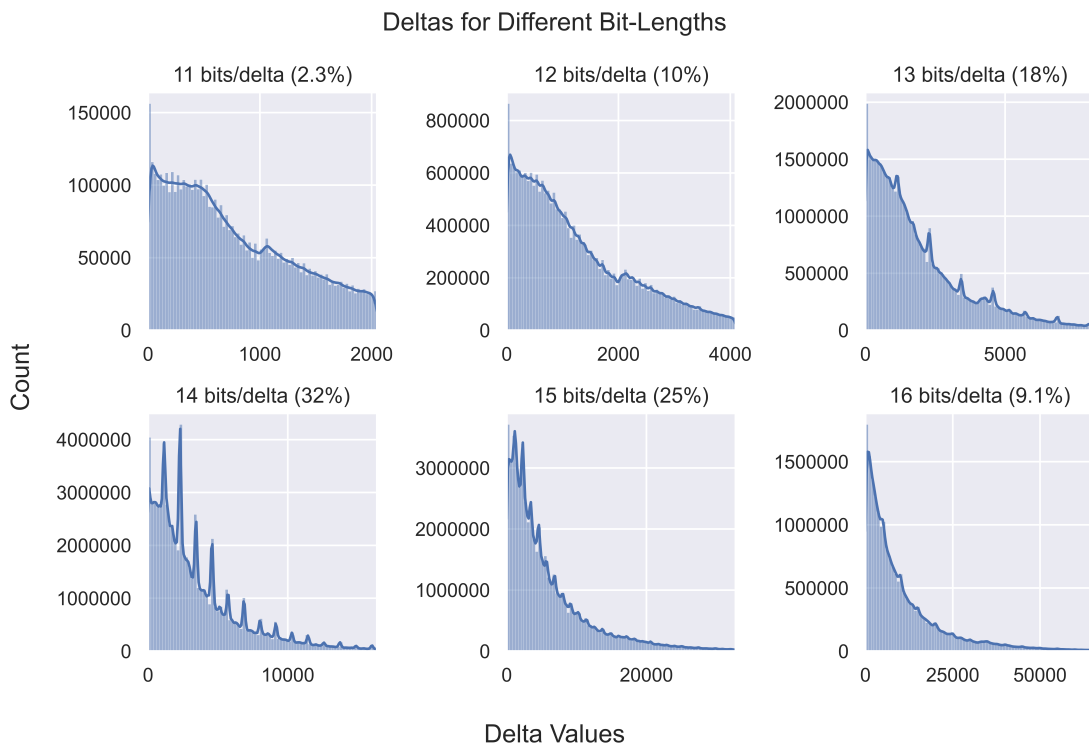 Deltas for Different Bit-Lengths
11 bits/delta (2.3%)
150000
100000
50000
0
0 1000 2000
12 bits/delta (10%)
800000
600000
400000
200000
0
0 2000 4000
13 bits/delta (18%)
2000000
1500000
1000000
500000
0
0 5000
Count
14 bits/delta (32%)
4000000
3000000
2000000
1000000
0
0 10000
15 bits/delta (25%)
3000000
2000000
1000000
0
0 20000
16 bits/delta (9.1%)
1500000
1000000
500000
0
0 25000 50000
Delta Values